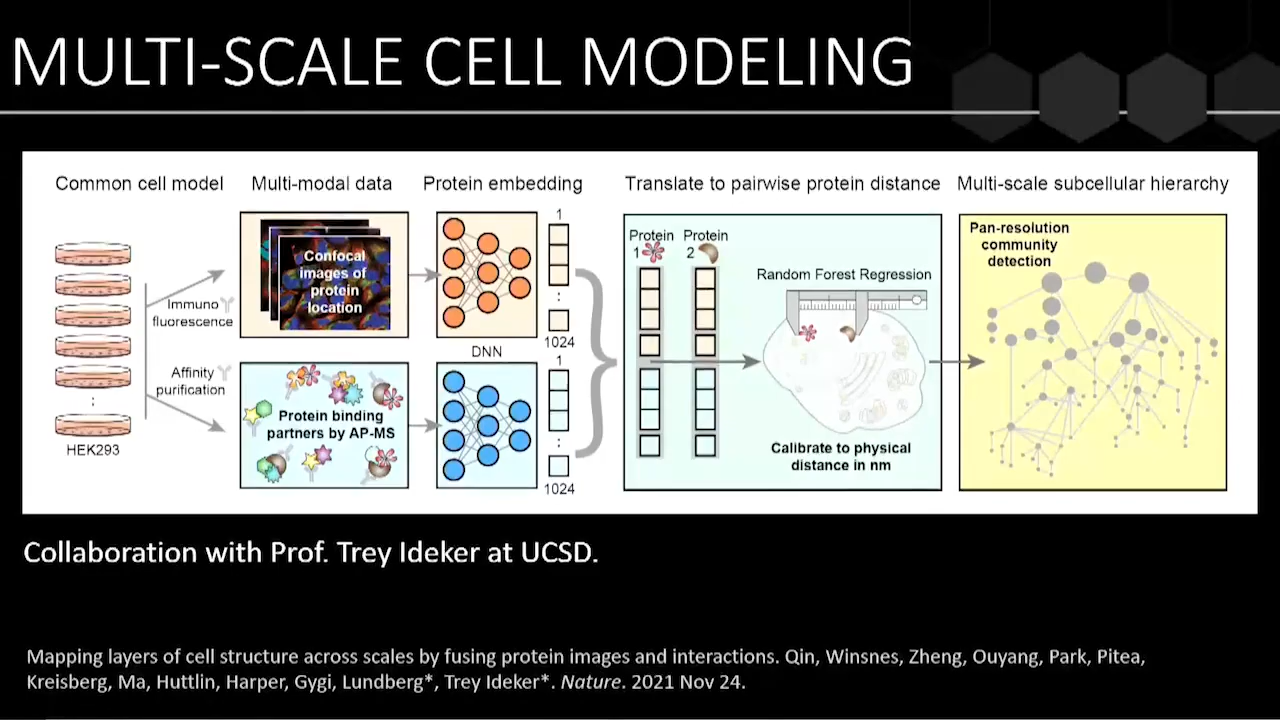 MULTI-SCALE CELL MODELING
Common cell model
Multi-modal data
Protein embedding
Translate to pairwise protein distance
Multi-scale subcellular hierarchy
Immuno
fluorescence
Affinity
purification
:
HEK293
Confocal
images of
protein
location
Protein binding
partners by AP-MS
DNN
1
:
1024
1
:
1024
Protein
1
Protein
2
Random Forest Regression
Calibrate to physical
distance in nm
Pan-resolution
community
detection
Collaboration with Prof. Trey Ideker at UCSD.
Mapping layers of cell structure across scales by fusing protein images and interactions. Qin, Winsnes, Zheng, Ouyang, Park, Pitea,
Kreisberg, Ma, Huttlin, Harper, Gygi, Lundberg*, Trey Ideker*. Nature. 2021 Nov 24.